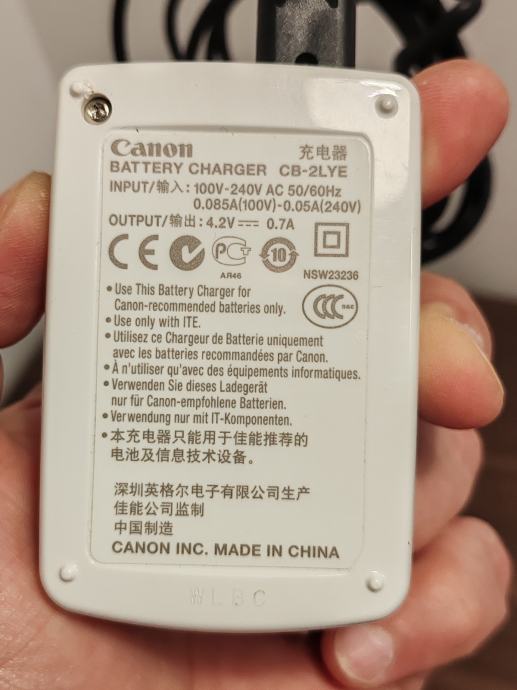 Canon 充电器
BATTERY CHARGER CB-2LYE
INPUT/输入: 100V-240V AC 50/60Hz
0.085A(100V)-0.05A(240V)
OUTPUT/输出: 4.2V⎓ 0.7A
CE PCT 10
AR46 NSW23236
CCC S&E
• Use This Battery Charger for
Canon-recommended batteries only.
• Use only with ITE.
• Utilisez ce Chargeur de Batterie uniquement
avec les batteries recommandées par Canon.
• À n'utiliser qu'avec des équipements informatiques.
• Verwenden Sie dieses Ladegerät
nur für Canon-empfohlene Batterien.
• Verwendung nur mit IT-Komponenten.
• 本充电器只能用于佳能推荐的
电池及信息技术设备。
深圳英格尔电子有限公司生产
佳能公司监制
中国制造
CANON INC. MADE IN CHINA
WLBC